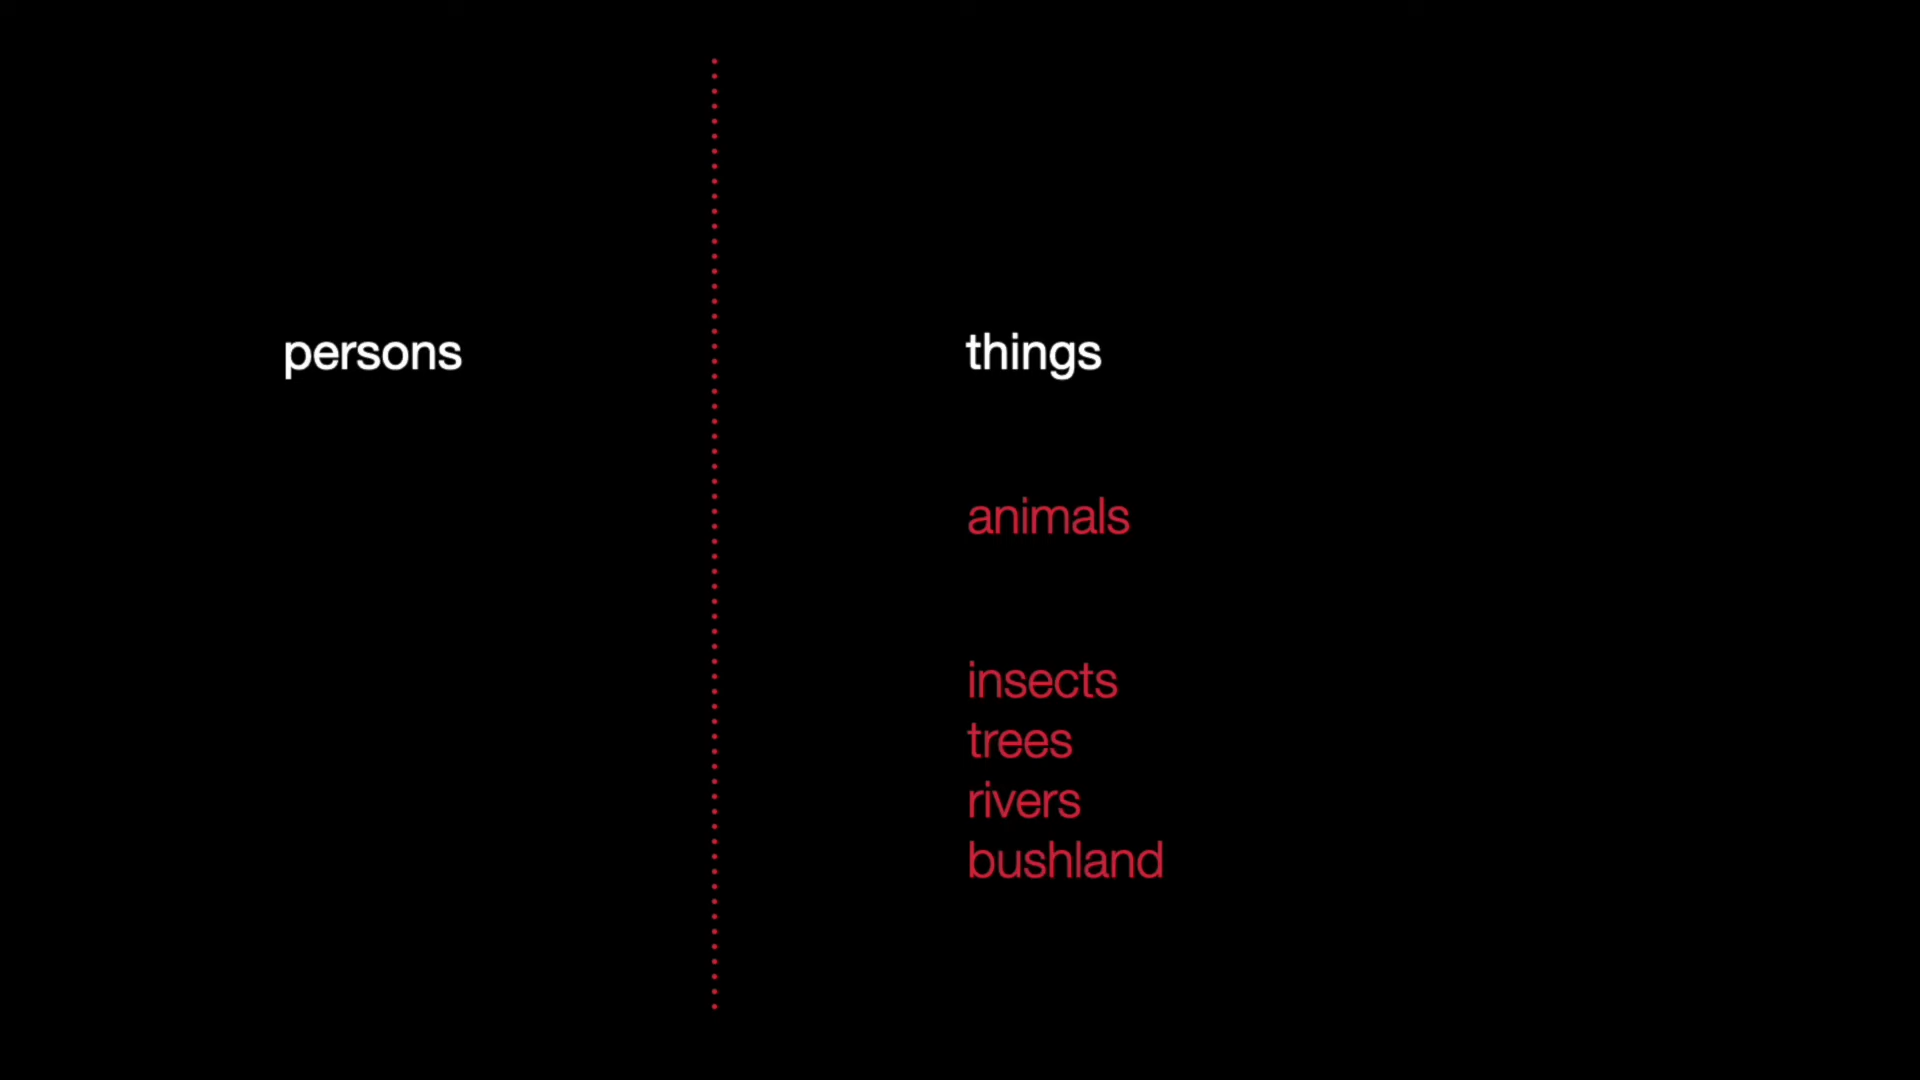 persons
things
animals
insects
trees
rivers
bushland